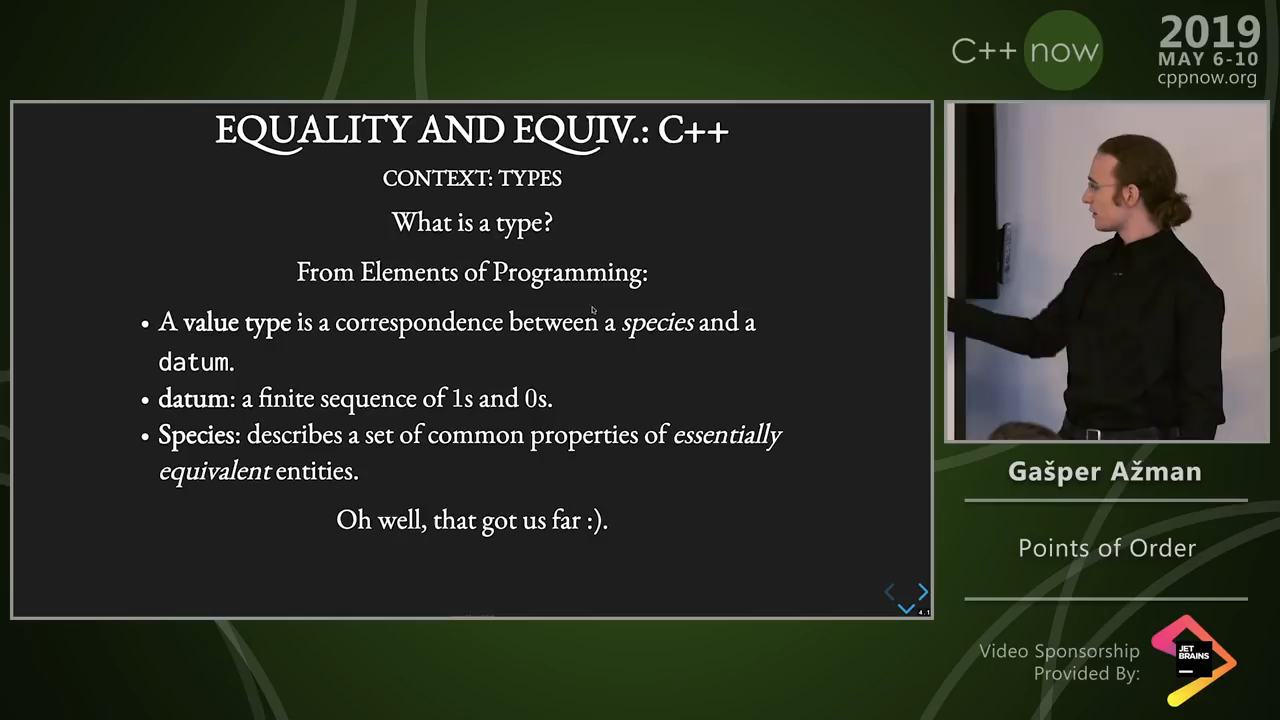 C++ now
2019
MAY 6-10
cppnow.org
EQUALITY AND EQUIV.: C++
CONTEXT: TYPES
What is a type?
From Elements of Programming:
• A value type is a correspondence between a species and a
datum.
• datum: a finite sequence of 1s and 0s.
• Species: describes a set of common properties of essentially
equivalent entities.
Oh well, that got us far :).
4.1
Gašper Ažman
Points of Order
Video Sponsorship
Provided By:
JET
BRAINS